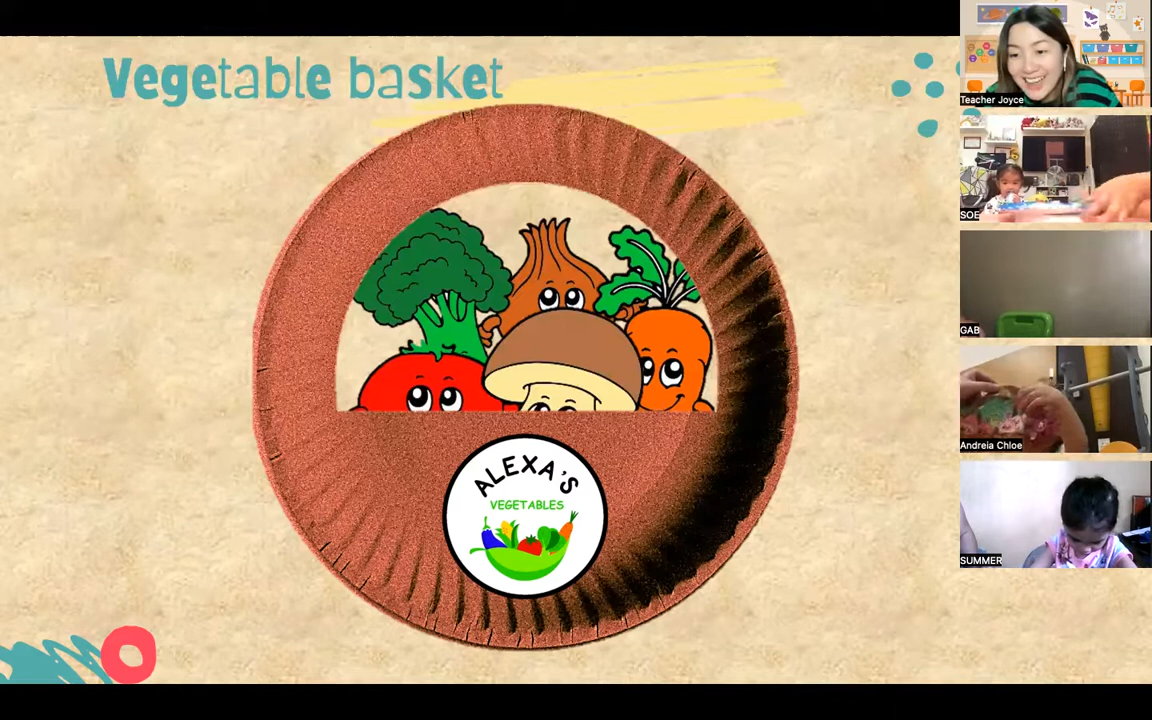 Vegetable basket
ALEXA'S
VEGETABLES
Teacher Joyce
SOE
GAB
Andreia Chloe
SUMMER